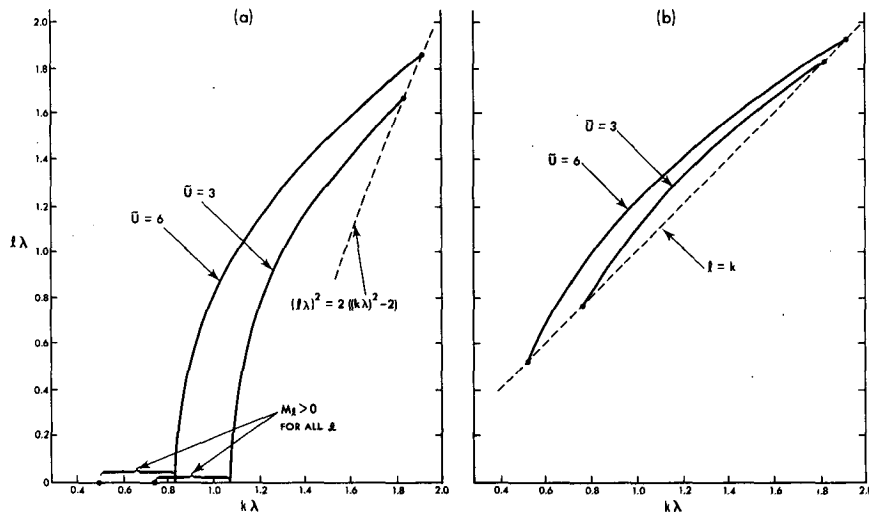 (a)
(b)
2.0
1.8
1.6
1.4
1.2
1.0
0.8
0.6
0.4
0.2
0
ℓλ
Ū = 6
Ū = 3
(ℓλ)² = 2 ((kλ)² − 2)
Mℓ > 0
FOR ALL ℓ
0.4 0.6 0.8 1.0 1.2 1.4 1.6 1.8 2.0
kλ
Ū = 3
Ū = 6
ℓ = k
0.4 0.6 0.8 1.0 1.2 1.4 1.6 1.8 2.0
kλ